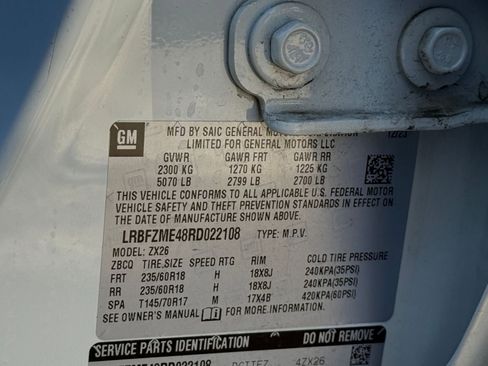 GM
MFD BY SAIC GENERAL MOTORS 12/23
LIMITED FOR GENERAL MOTORS LLC
GVWR GAWR FRT GAWR RR
2300 KG 1270 KG 1225 KG
5070 LB 2799 LB 2700 LB
THIS VEHICLE CONFORMS TO ALL APPLICABLE U.S. FEDERAL MOTOR
VEHICLE SAFETY AND THEFT PREVENTION STANDARDS IN EFFECT ON
THE DATE OF MANUFACTURE SHOWN ABOVE.
LRBFZME48RD022108 TYPE: M.P.V.
MODEL: ZX26
ZBCQ TIRE.SIZE SPEED RTG RIM COLD TIRE PRESSURE
FRT 235/60R18 H 18X8J 240KPA(35PSI)
RR 235/60R18 H 18X8J 240KPA(35PSI)
SPA T145/70R17 M 17X4B 420KPA(60PSI)
SEE OWNER'S MANUAL FOR MORE INFORMATION
SERVICE PARTS IDENTIFICATION DO NOT REMOVE
4ZX26